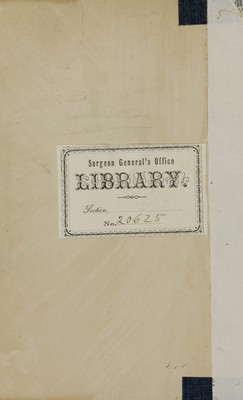 Surgeon General's Office
LIBRARY
Section,
No. 20625